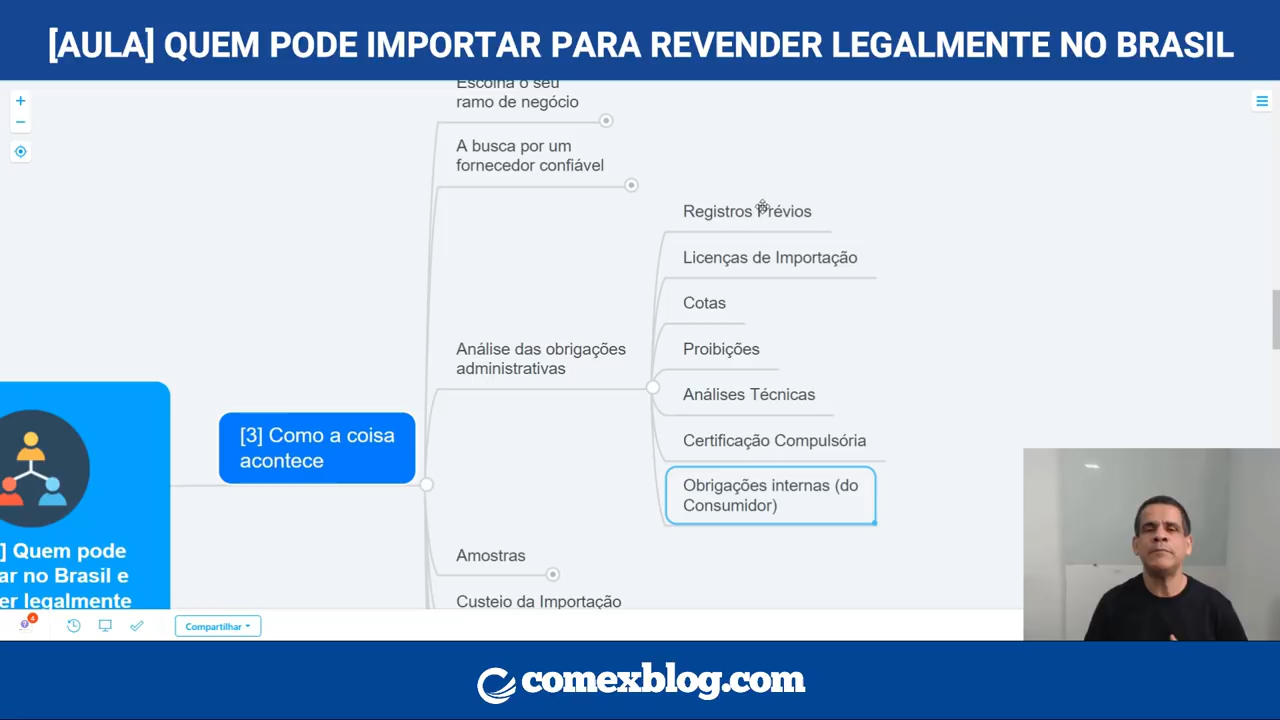 [AULA] QUEM PODE IMPORTAR PARA REVENDER LEGALMENTE NO BRASIL
Escolha o seu
ramo de negócio
A busca por um
fornecedor confiável
Registros Prévios
Licenças de Importação
Cotas
Proibições
Análise das obrigações
administrativas
Análises Técnicas
Certificação Compulsória
Obrigações internas (do
Consumidor)
[3] Como a coisa
acontece
] Quem pode
ar no Brasil e
er legalmente
Amostras
Custeio da Importação
4
Compartilhar
comexblog.com